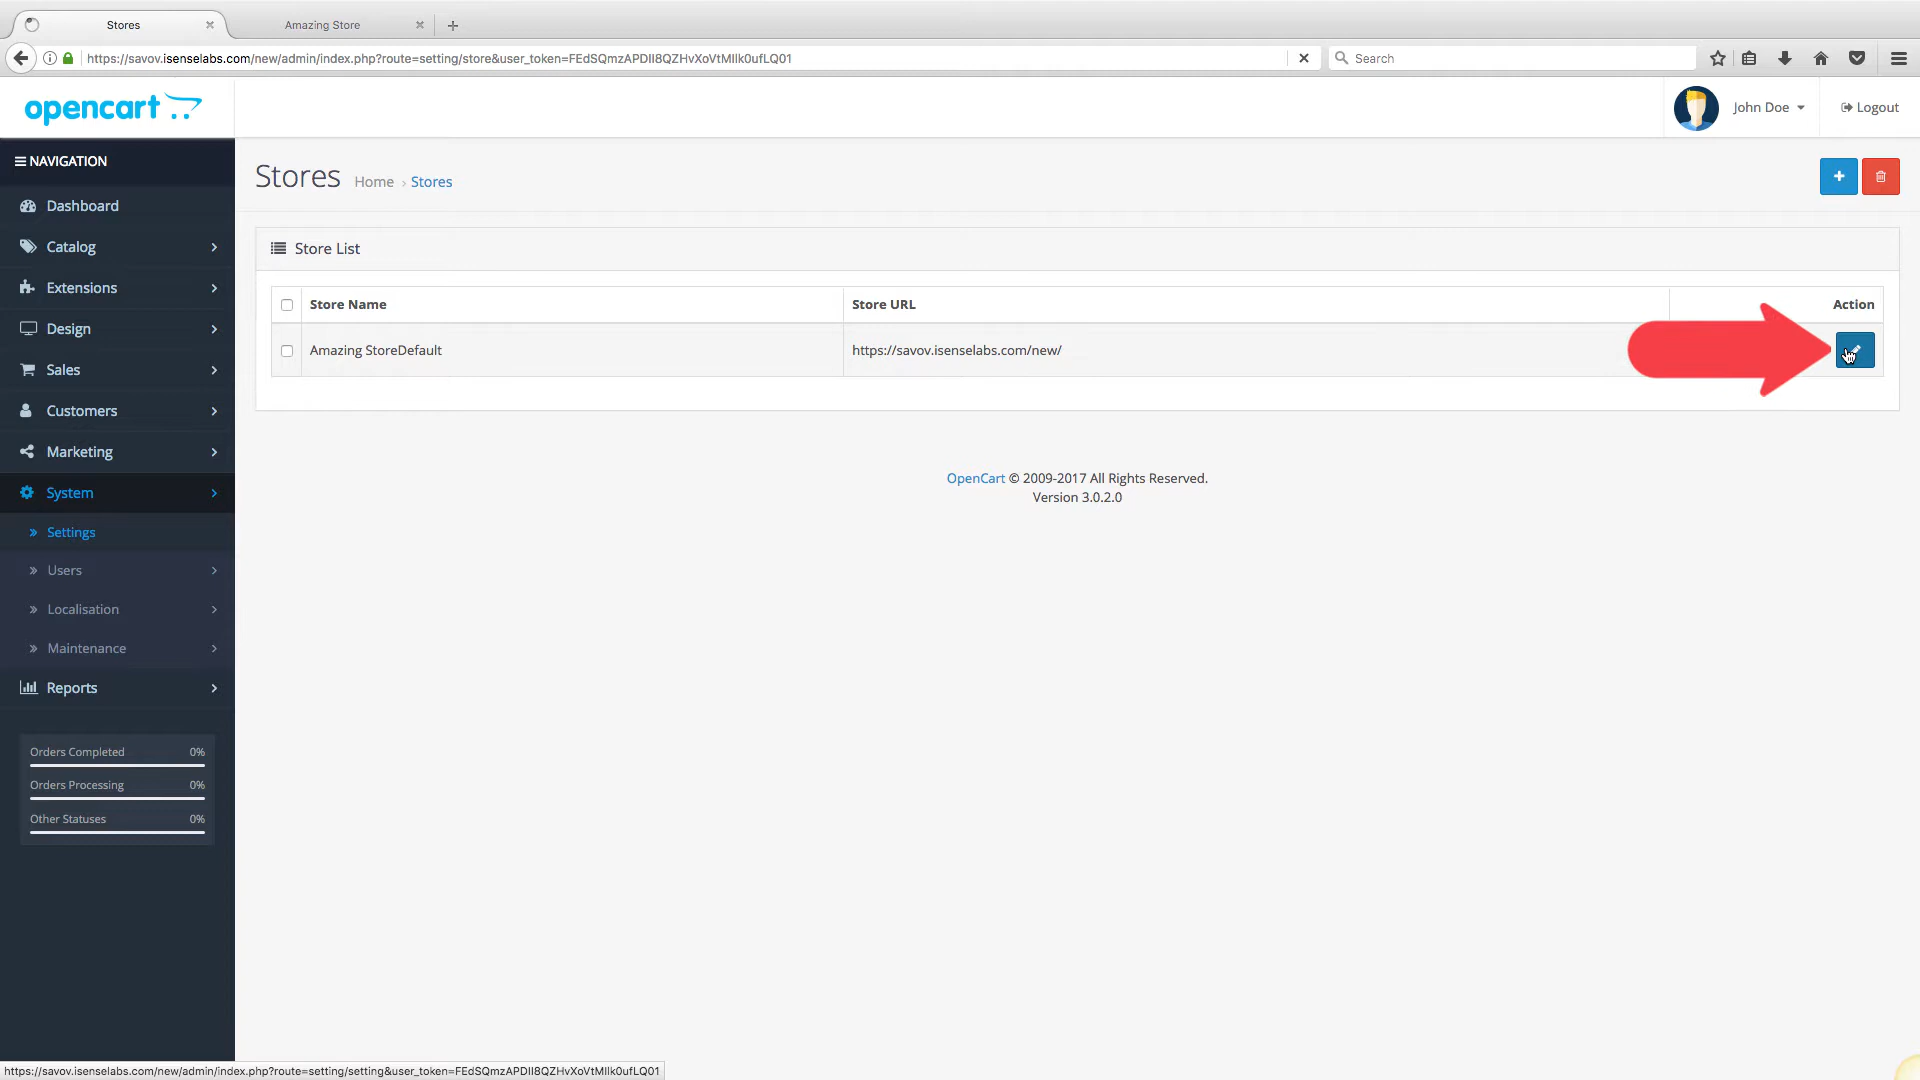 Stores
Amazing Store
https://savov.isenselabs.com/new/admin/index.php?route=setting/store&user_token=FEdSQmzAPDII8QZHvXoVtMIlk0ufLQ01
Search
opencart
John Doe
Logout
NAVIGATION
Dashboard
Catalog
Extensions
Design
Sales
Customers
Marketing
System
Settings
Users
Localisation
Maintenance
Reports
Orders Completed 0%
Orders Processing 0%
Other Statuses 0%
Stores Home › Stores
Store List
Store Name Store URL Action
Amazing StoreDefault https://savov.isenselabs.com/new/
OpenCart © 2009-2017 All Rights Reserved.
Version 3.0.2.0
https://savov.isenselabs.com/new/admin/index.php?route=setting/setting&user_token=FEdSQmzAPDII8QZHvXoVtMIlk0ufLQ01